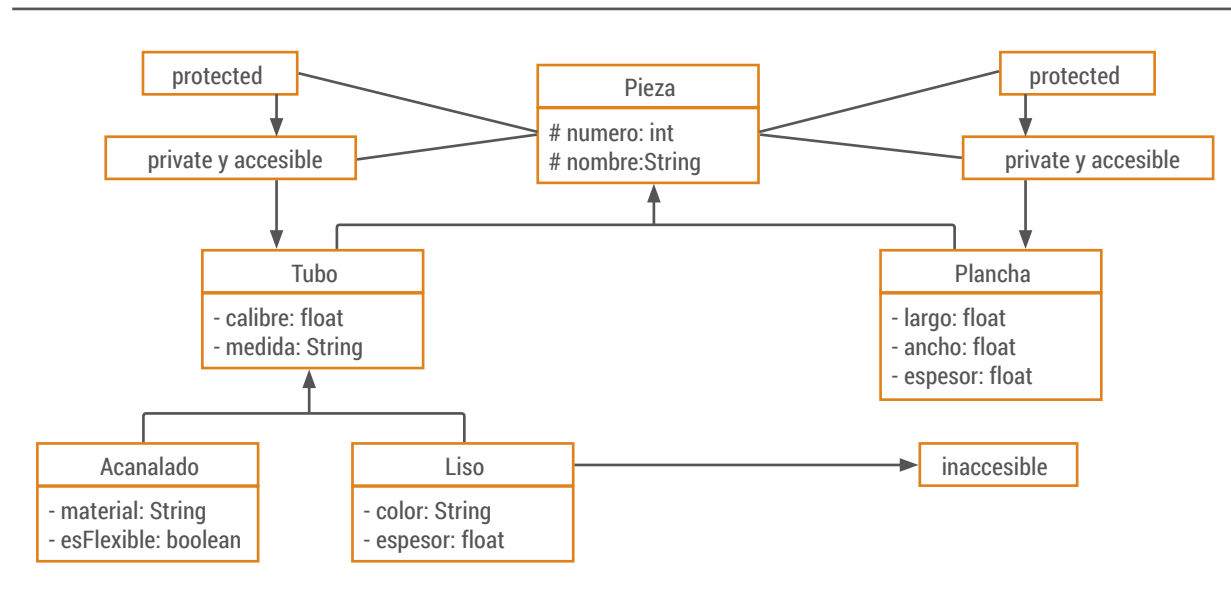 protected
Pieza
protected
# numero: int
# nombre:String
private y accesible
private y accesible
Tubo
- calibre: float
- medida: String
Plancha
- largo: float
- ancho: float
- espesor: float
Acanalado
- material: String
- esFlexible: boolean
Liso
- color: String
- espesor: float
inaccesible